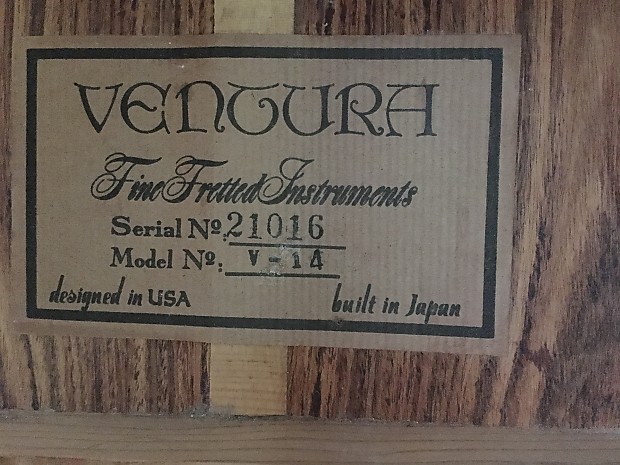 VENTURA
Fine Fretted Instruments
Serial Nº. 21016
Model Nº: V-14
designed in USA
built in Japan